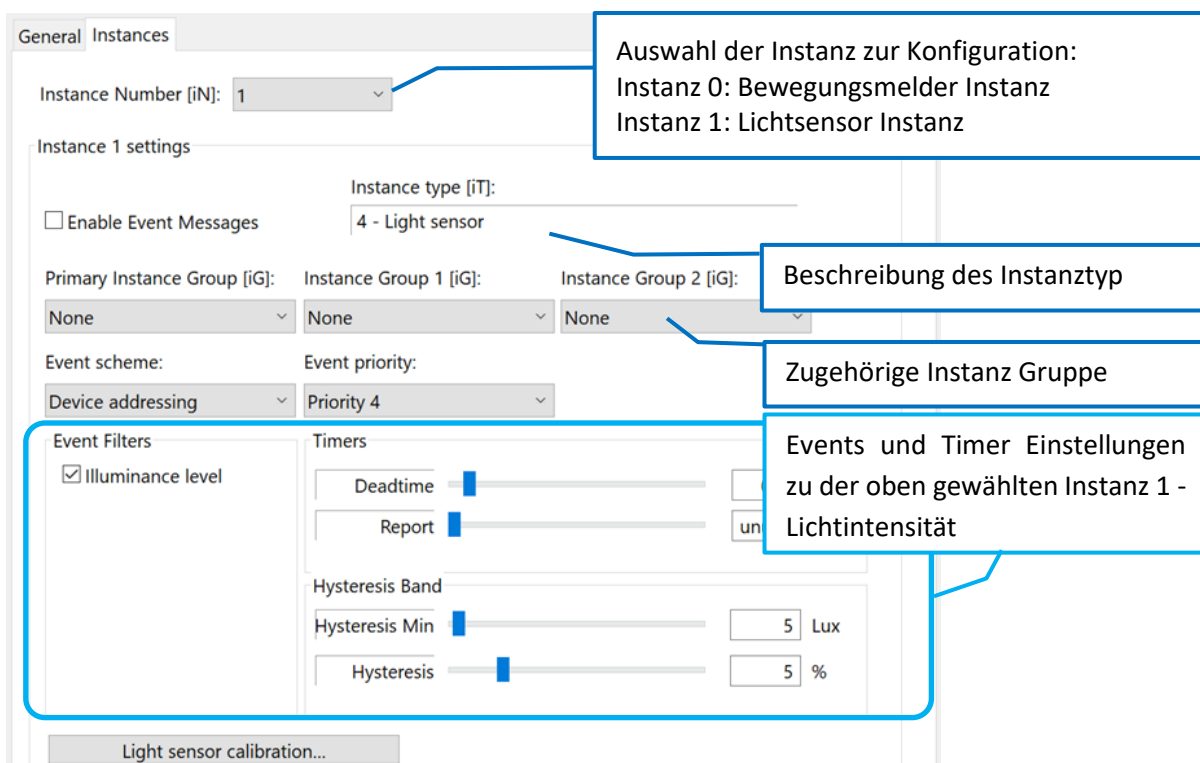 General Instances
Auswahl der Instanz zur Konfiguration:
Instanz 0: Bewegungsmelder Instanz
Instanz 1: Lichtsensor Instanz
Instance Number [iN]: 1
Instance 1 settings
Instance type [iT]:
Enable Event Messages 4 - Light sensor
Beschreibung des Instanztyp
Primary Instance Group [iG]: Instance Group 1 [iG]: Instance Group 2 [iG]:
None None None
Zugehörige Instanz Gruppe
Event scheme: Event priority:
Device addressing Priority 4
Events und Timer Einstellungen
zu der oben gewählten Instanz 1 -
Lichtintensität
Event Filters Timers
Illuminance level
Deadtime
Report
Hysteresis Band
Hysteresis Min 5 Lux
Hysteresis 5 %
Light sensor calibration...